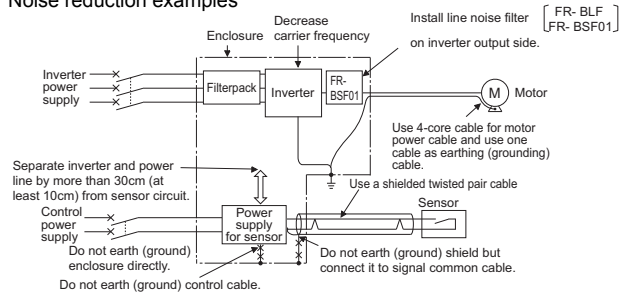 Noise reduction examples
Enclosure
Decrease
carrier frequency
Install line noise filter
on inverter output side.
FR- BLF
FR- BSF01
Inverter
power
supply
Filterpack
Inverter
FR-
BSF01
M
Motor
Use 4-core cable for motor
power cable and use one
cable as earthing (grounding)
cable.
Separate inverter and power
line by more than 30cm (at
least 10cm) from sensor circuit.
Use a shielded twisted pair cable
Sensor
Control
power
supply
Power
supply
for sensor
Do not earth (ground)
enclosure directly.
Do not earth (ground) shield but
connect it to signal common cable.
Do not earth (ground) control cable.